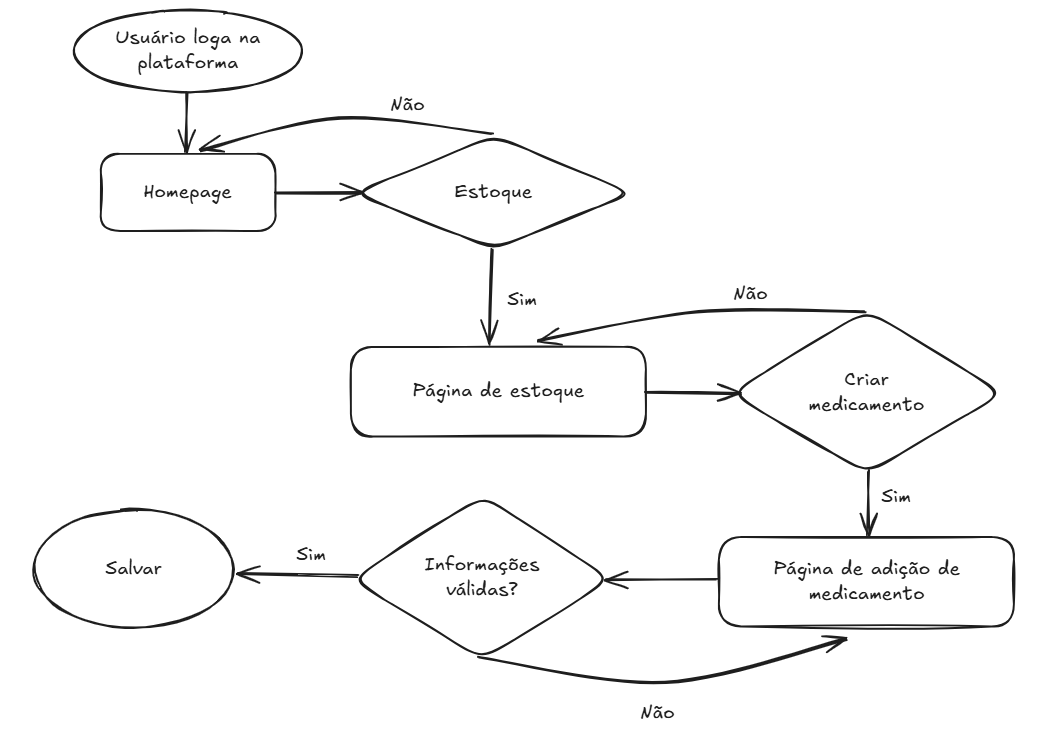 Usuário loga na
plataforma
Não
Homepage
Estoque
Sim
Não
Página de estoque
Criar
medicamento
Sim
Sim
Salvar
Informações
válidas?
Página de adição de
medicamento
Não